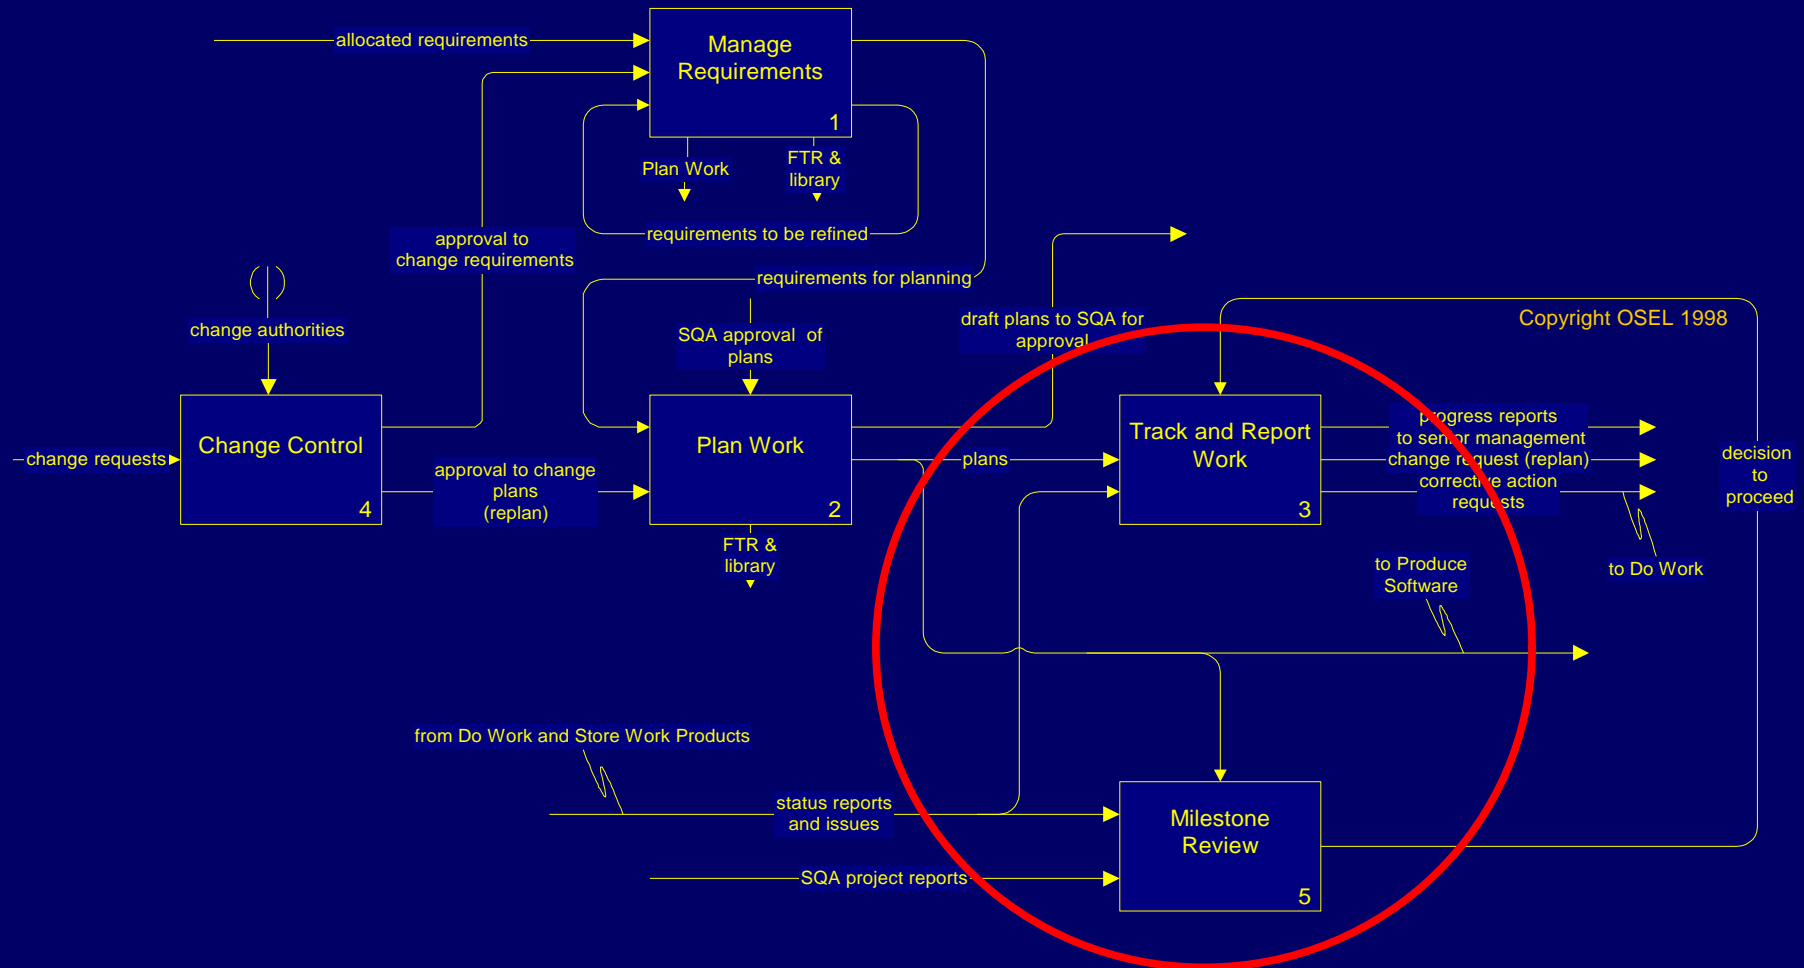 allocated requirements
Manage
Requirements
1
Plan Work
FTR &
library
requirements to be refined
approval to
change requirements
requirements for planning
change authorities
SQA approval of
plans
draft plans to SQA for
approval
Copyright OSEL 1998
change requests
Change Control
4
approval to change
plans
(replan)
Plan Work
2
FTR &
library
plans
Track and Report
Work
3
progress reports
to senior management
change request (replan)
corrective action
requests
decision
to
proceed
to Produce
Software
to Do Work
from Do Work and Store Work Products
status reports
and issues
SQA project reports
Milestone
Review
5